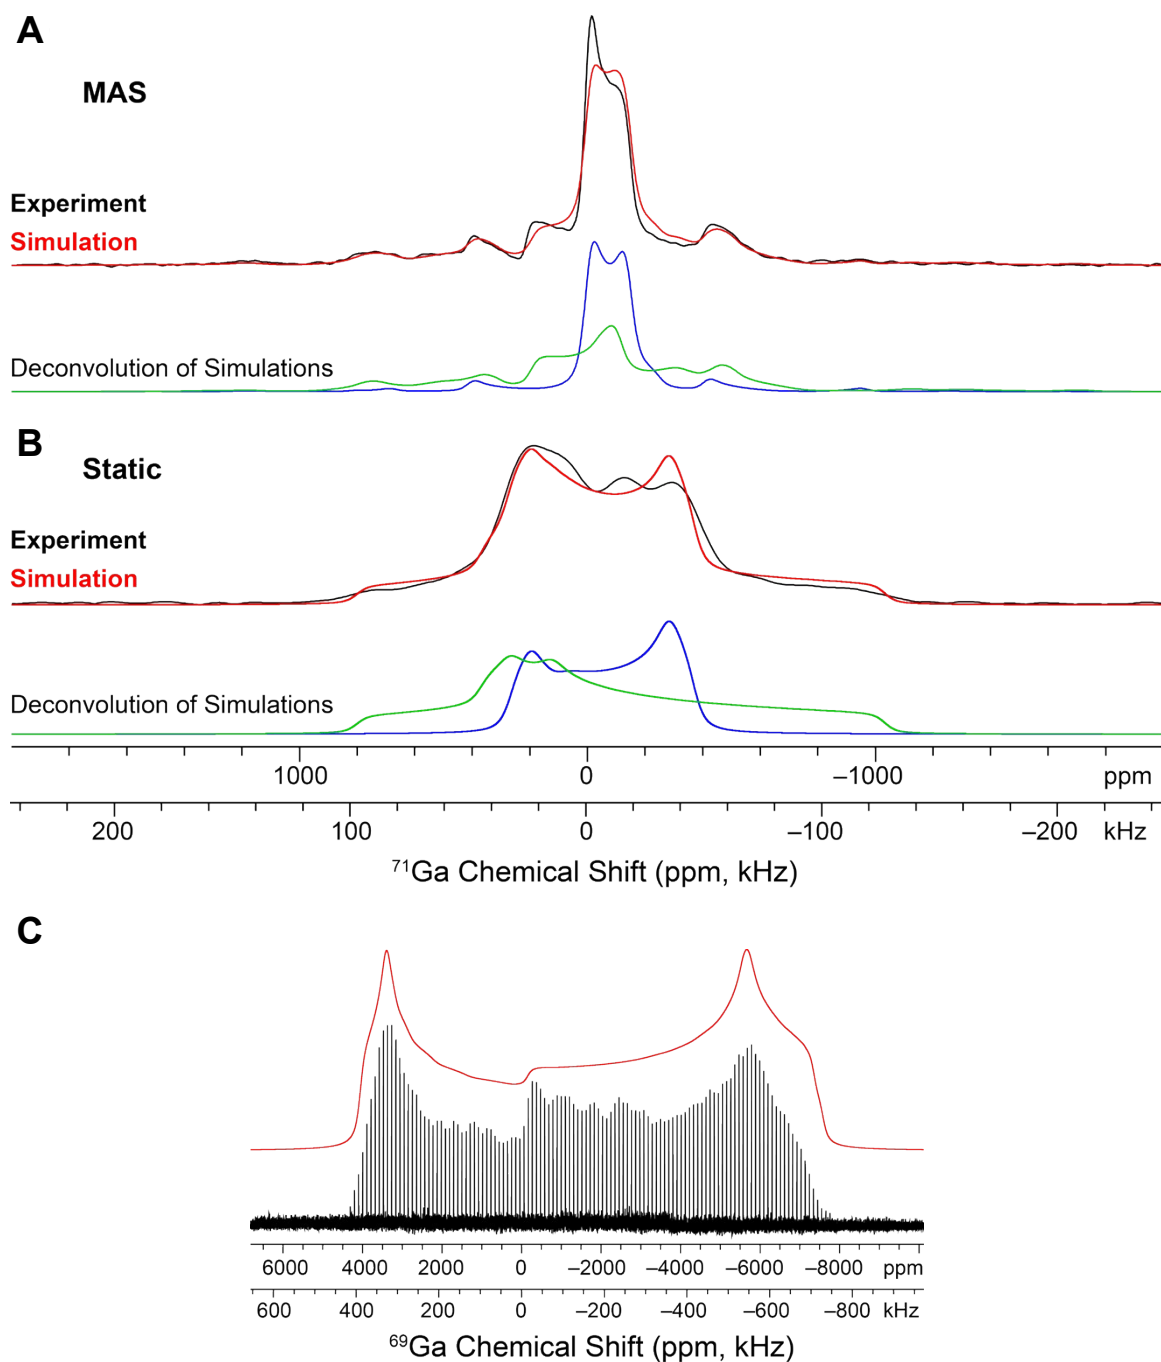 A
MAS
Experiment
Simulation
Deconvolution of Simulations
B
Static
Experiment
Simulation
Deconvolution of Simulations
1000 0 –1000 ppm
200 100 0 –100 –200 kHz
⁷¹Ga Chemical Shift (ppm, kHz)
C
6000 4000 2000 0 –2000 –4000 –6000 –8000 ppm
600 400 200 0 –200 –400 –600 –800 kHz
⁶⁹Ga Chemical Shift (ppm, kHz)